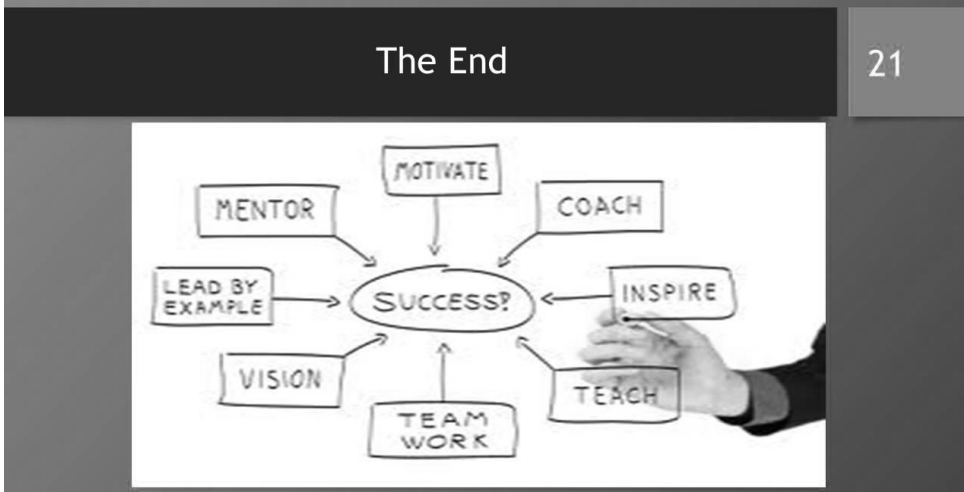 The End
21
MOTIVATE
MENTOR
COACH
LEAD BY
EXAMPLE
SUCCESS?
INSPIRE
VISION
TEACH
TEAM
WORK